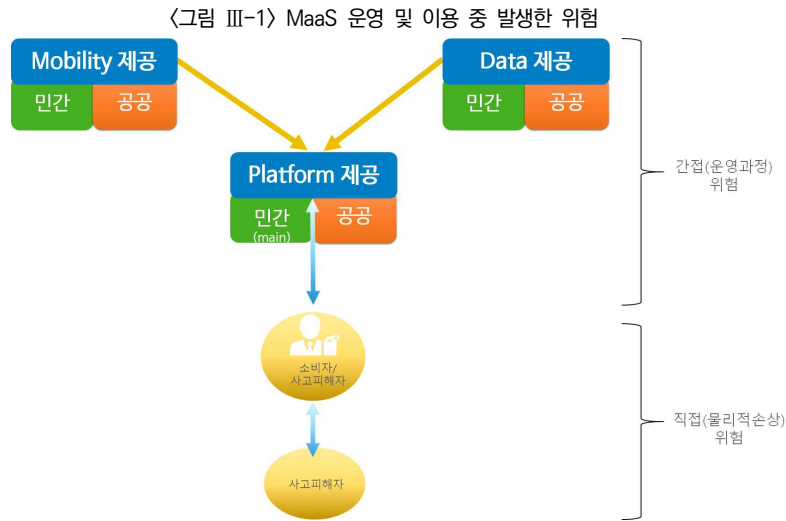 〈그림 Ⅲ-1〉 MaaS 운영 및 이용 중 발생한 위험
Mobility 제공
민간
공공
Data 제공
민간
공공
Platform 제공
민간
(main)
공공
간접(운영과정)
위험
소비자/
사고피해자
직접(물리적손상)
위험
사고피해자